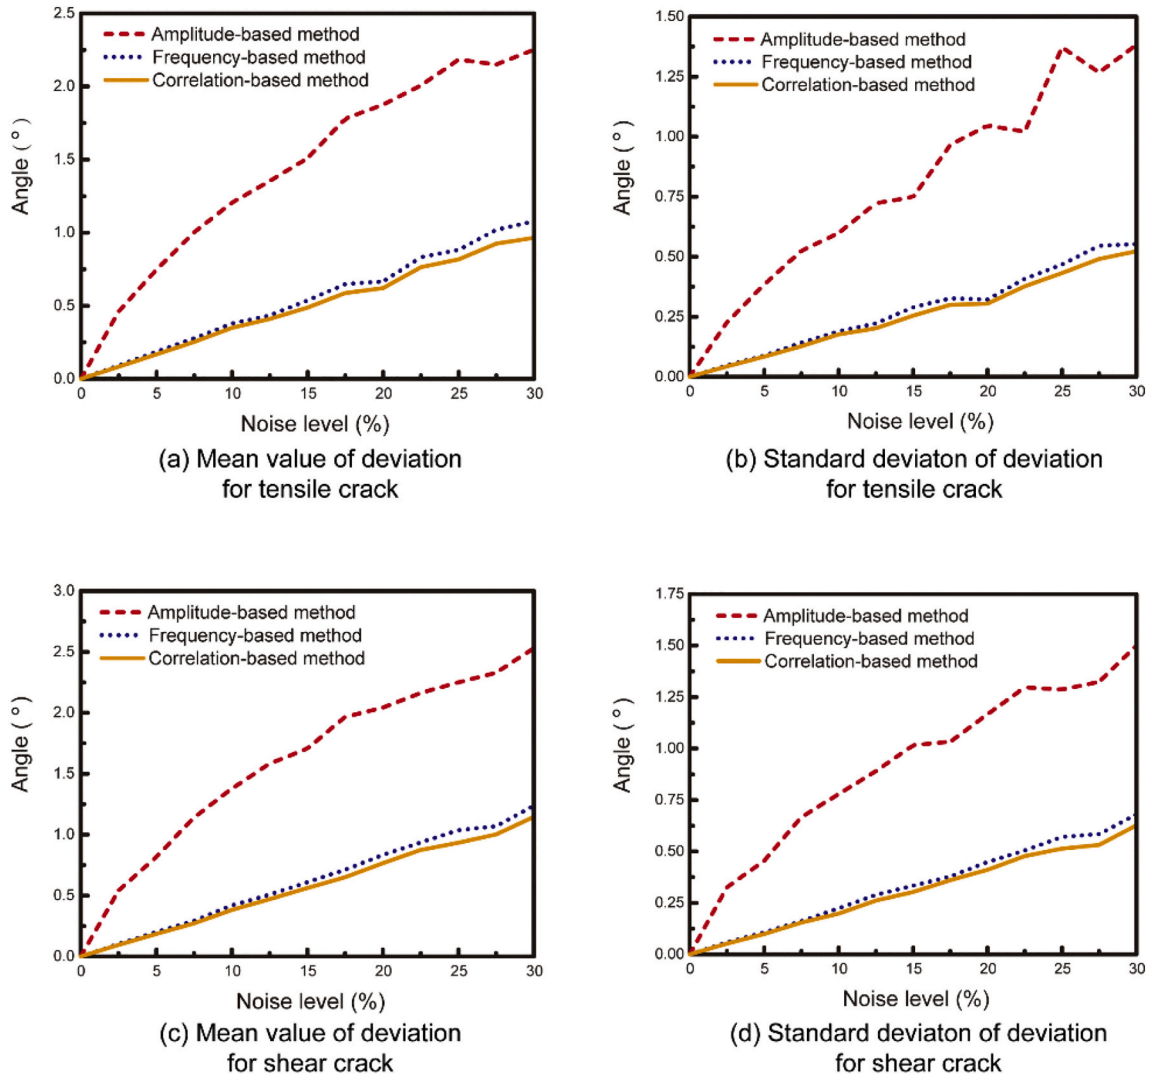 2.5
Amplitude-based method
Frequency-based method
Correlation-based method
2.0
1.5
1.0
0.5
0.0
Angle (°)
0 5 10 15 20 25 30
Noise level (%)
(a) Mean value of deviation
for tensile crack
1.50
Amplitude-based method
Frequency-based method
Correlation-based method
1.25
1.00
0.75
0.50
0.25
0.00
Angle (°)
0 5 10 15 20 25 30
Noise level (%)
(b) Standard deviaton of deviation
for tensile crack
3.0
Amplitude-based method
Frequency-based method
Correlation-based method
2.5
2.0
1.5
1.0
0.5
0.0
Angle (°)
0 5 10 15 20 25 30
Noise level (%)
(c) Mean value of deviation
for shear crack
1.75
Amplitude-based method
Frequency-based method
Correlation-based method
1.50
1.25
1.00
0.75
0.50
0.25
0.00
Angle (°)
0 5 10 15 20 25 30
Noise level (%)
(d) Standard deviaton of deviation
for shear crack